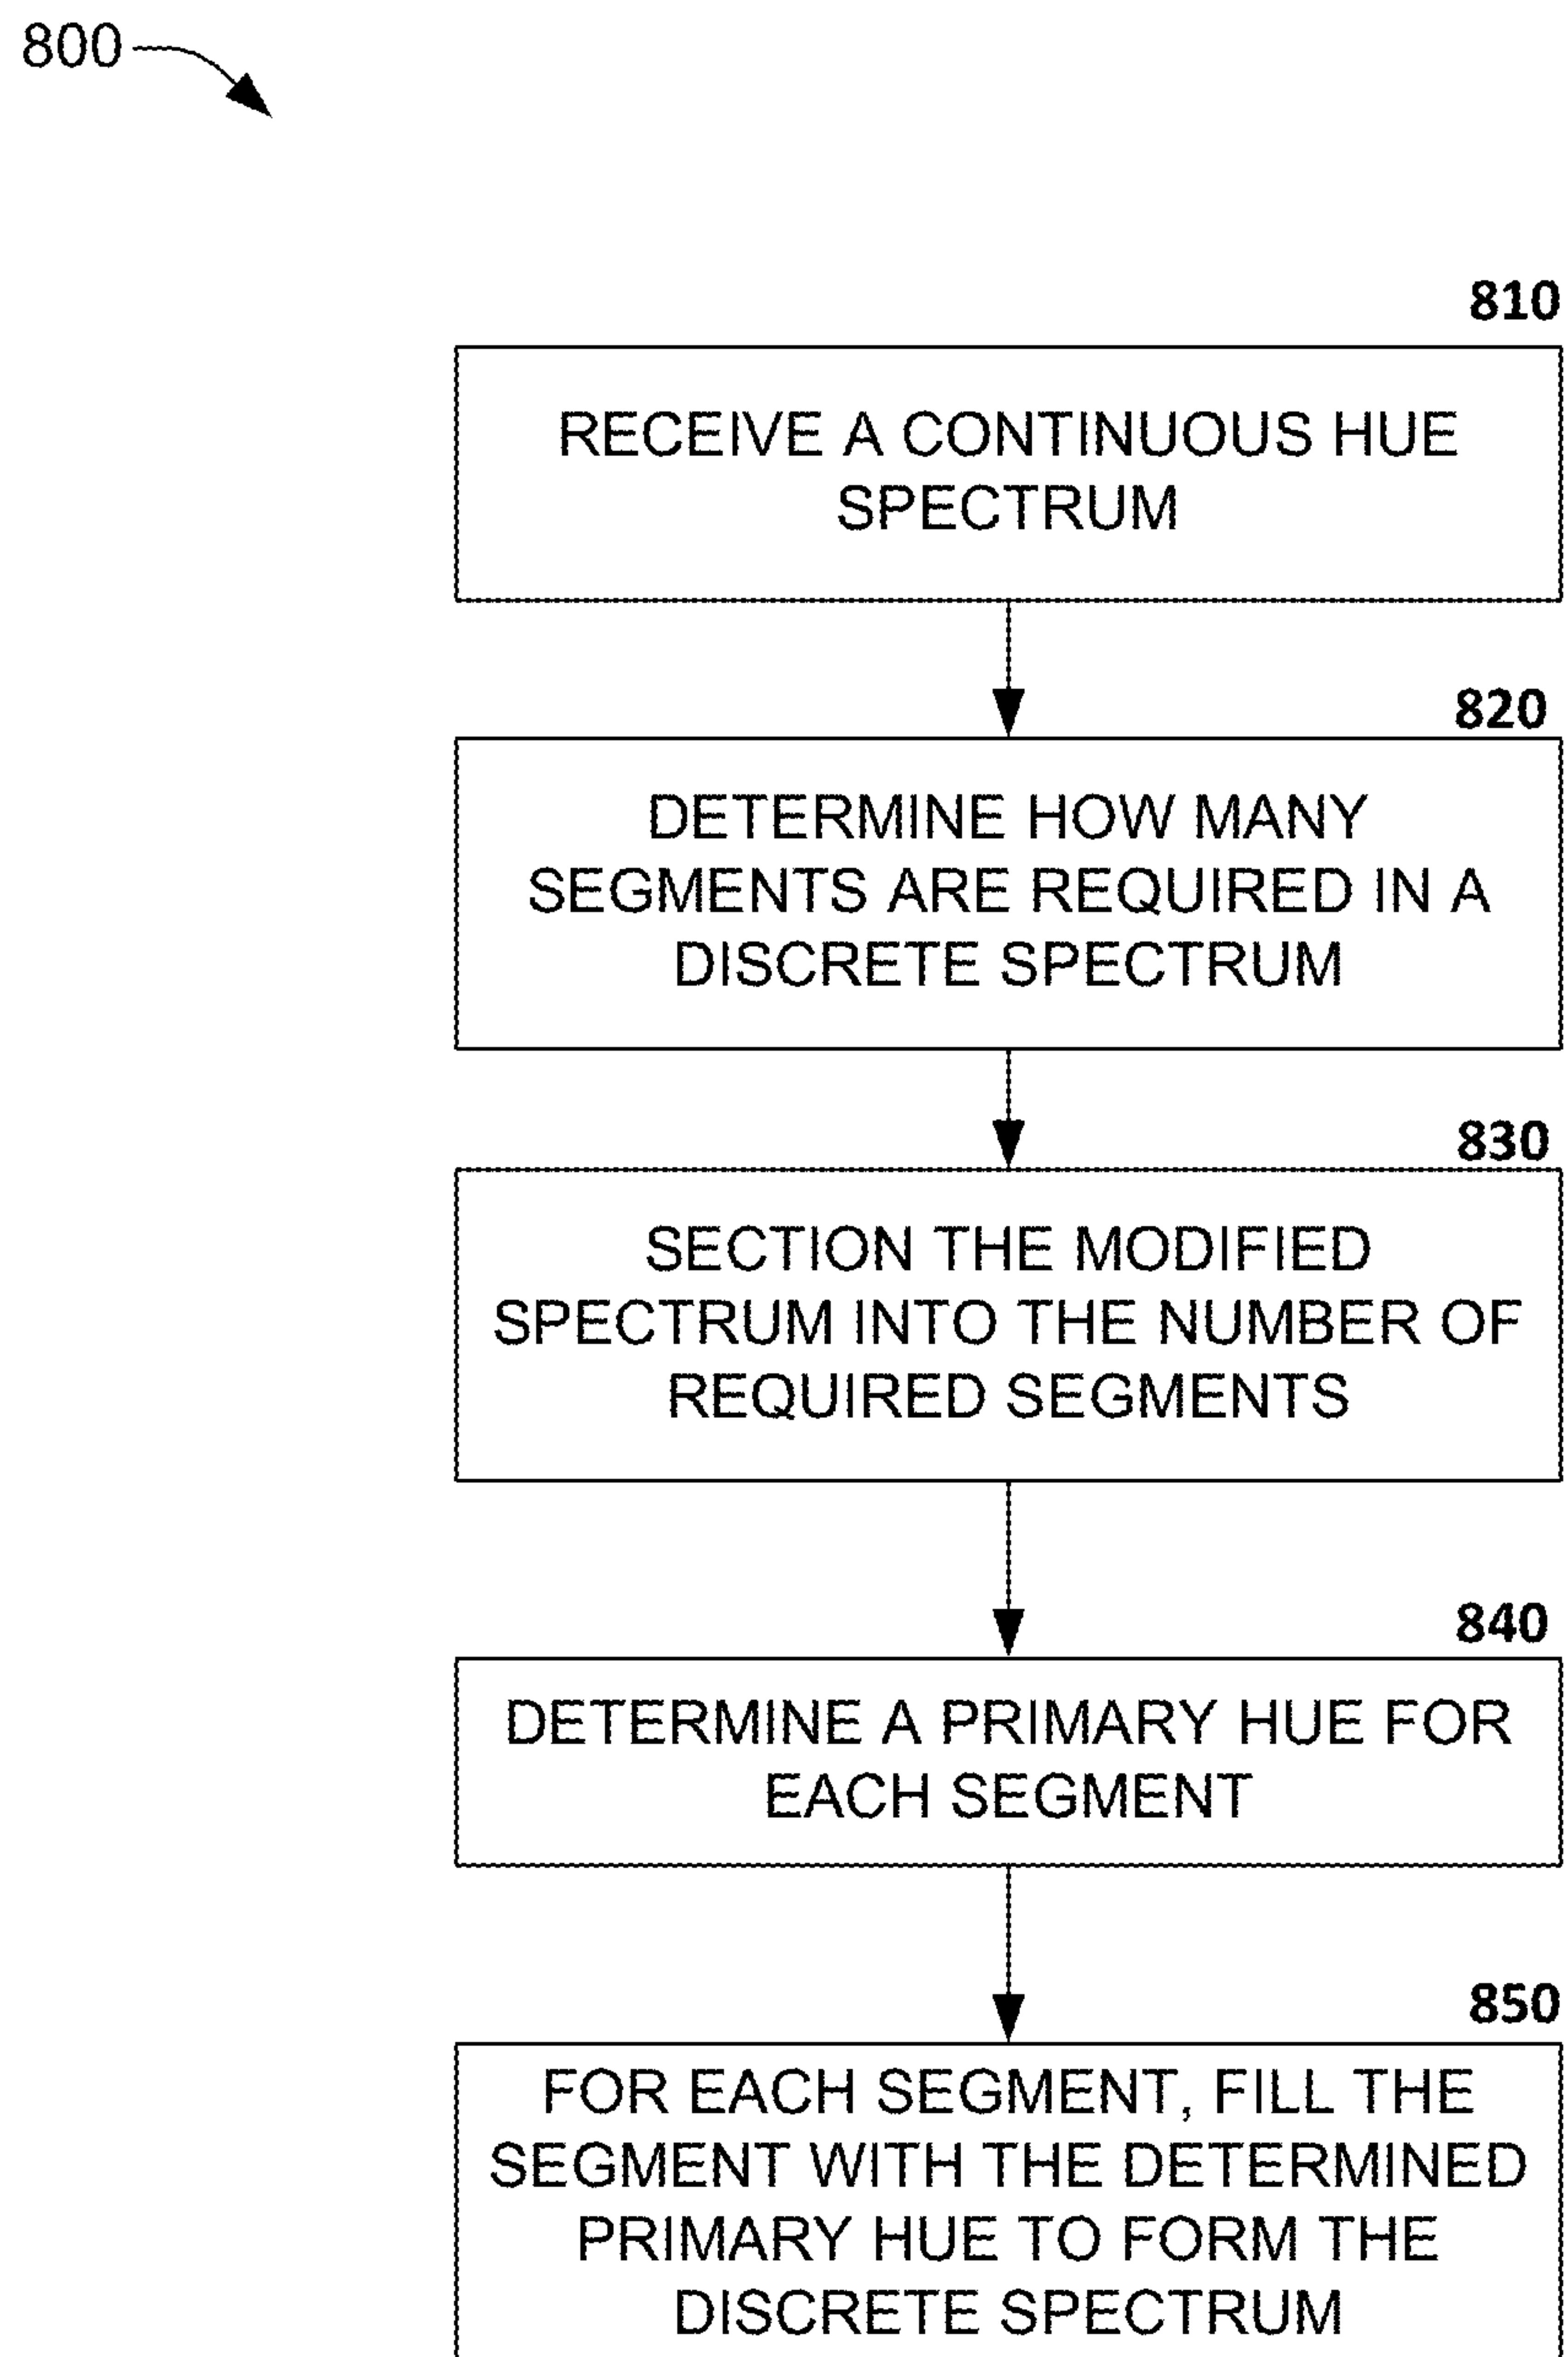 800
810
RECEIVE A CONTINUOUS HUE
SPECTRUM
820
DETERMINE HOW MANY
SEGMENTS ARE REQUIRED IN A
DISCRETE SPECTRUM
830
SECTION THE MODIFIED
SPECTRUM INTO THE NUMBER OF
REQUIRED SEGMENTS
840
DETERMINE A PRIMARY HUE FOR
EACH SEGMENT
850
FOR EACH SEGMENT, FILL THE
SEGMENT WITH THE DETERMINED
PRIMARY HUE TO FORM THE
DISCRETE SPECTRUM